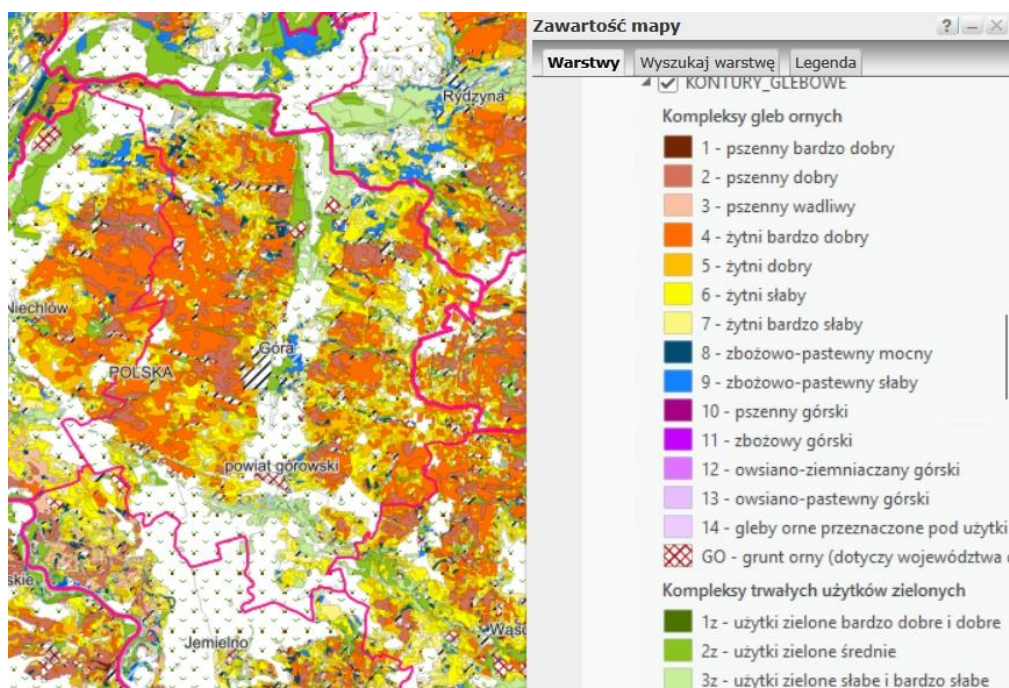 Rydzyna
Niechlów
Góra
POLSKA
powiat górowski
skie
Jemielno
Wąso
Zawartość mapy
Warstwy
Wyszukaj warstwę
Legenda
KONTURY_GLEBOWE
Kompleksy gleb ornych
1 - pszenny bardzo dobry
2 - pszenny dobry
3 - pszenny wadliwy
4 - żytni bardzo dobry
5 - żytni dobry
6 - żytni słaby
7 - żytni bardzo słaby
8 - zbożowo-pastewny mocny
9 - zbożowo-pastewny słaby
10 - pszenny górski
11 - zbożowy górski
12 - owsiano-ziemniaczany górski
13 - owsiano-pastewny górski
14 - gleby orne przeznaczone pod użytki
GO - grunt orny (dotyczy województwa
Kompleksy trwałych użytków zielonych
1z - użytki zielone bardzo dobre i dobre
2z - użytki zielone średnie
3z - użytki zielone słabe i bardzo słabe